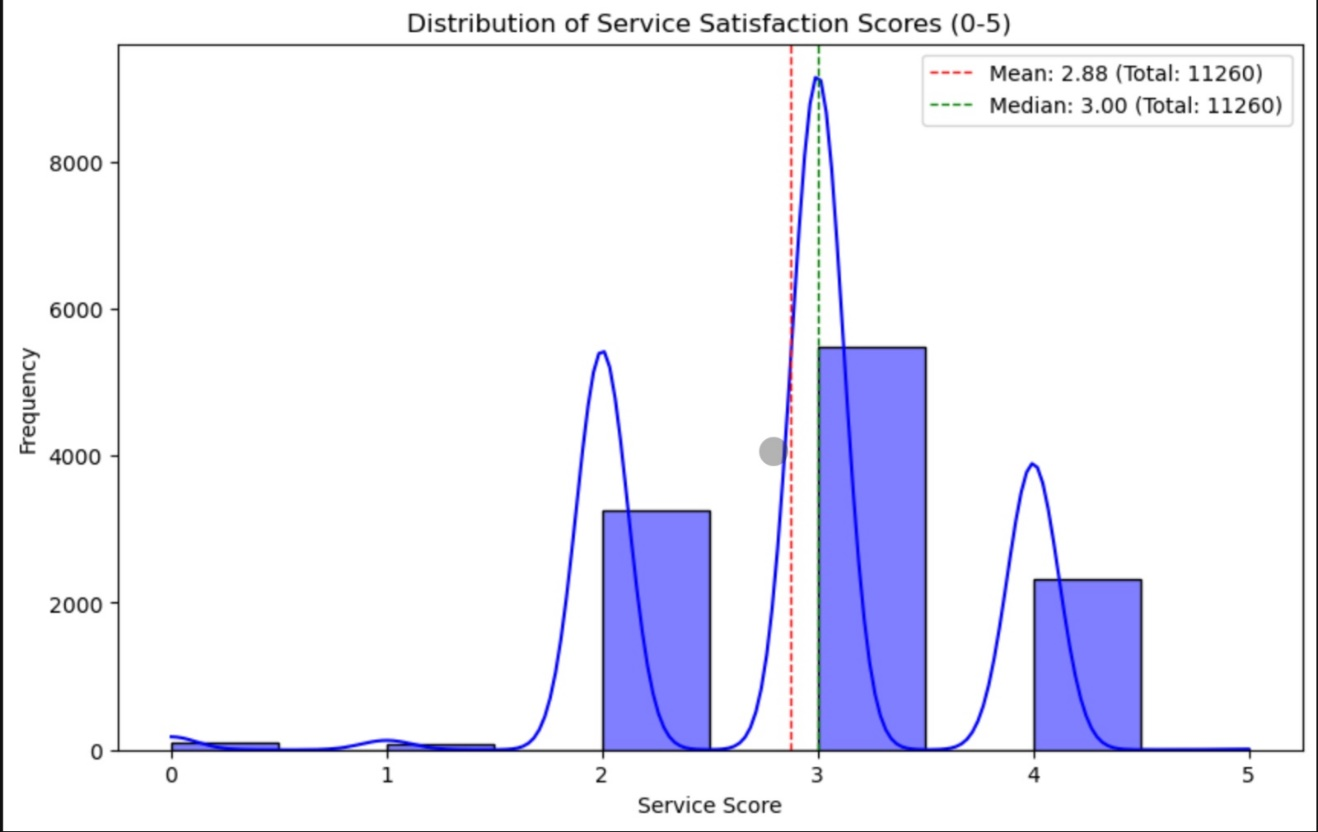 Distribution of Service Satisfaction Scores (0-5)
Mean: 2.88 (Total: 11260)
Median: 3.00 (Total: 11260)
8000
6000
4000
2000
0
Frequency
0 1 2 3 4 5
Service Score